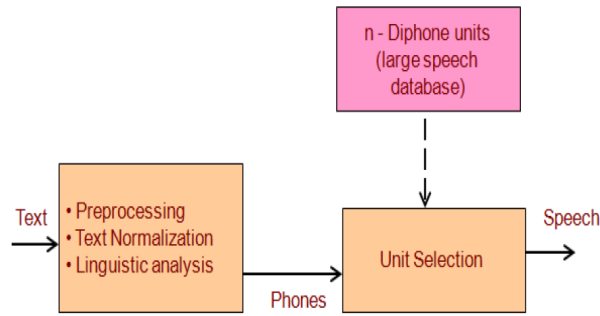 n - Diphone units
(large speech
database)
Text
• Preprocessing
• Text Normalization
• Linguistic analysis
Phones
Unit Selection
Speech